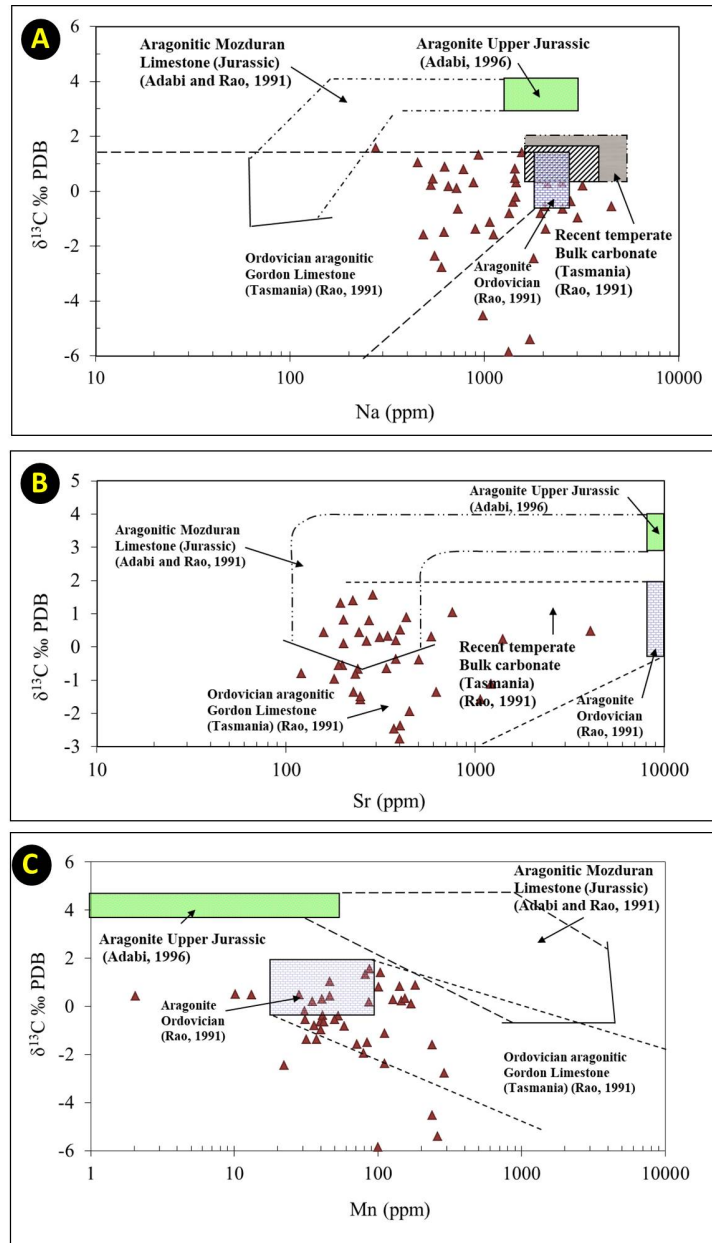 A
6
4
2
0
-2
-4
-6
δ¹³C ‰ PDB
Aragonitic Mozduran
Limestone (Jurassic)
(Adabi and Rao, 1991)
Aragonite Upper Jurassic
(Adabi, 1996)
Ordovician aragonitic
Gordon Limestone
(Tasmania) (Rao, 1991)
Aragonite
Ordovician
(Rao, 1991)
Recent temperate
Bulk carbonate
(Tasmania)
(Rao, 1991)
10
100
1000
10000
Na (ppm)
B
5
4
3
2
1
0
-1
-2
-3
δ¹³C ‰ PDB
Aragonite Upper Jurassic
(Adabi, 1996)
Aragonitic Mozduran
Limestone (Jurassic)
(Adabi and Rao, 1991)
Recent temperate
Bulk carbonate
(Tasmania)
(Rao, 1991)
Ordovician aragonitic
Gordon Limestone
(Tasmania) (Rao, 1991)
Aragonite
Ordovician
(Rao, 1991)
10
100
1000
10000
Sr (ppm)
C
6
4
2
0
-2
-4
-6
δ¹³C ‰ PDB
Aragonitic Mozduran
Limestone (Jurassic)
(Adabi and Rao, 1991)
Aragonite Upper Jurassic
(Adabi, 1996)
Aragonite
Ordovician
(Rao, 1991)
Ordovician aragonitic
Gordon Limestone
(Tasmania) (Rao, 1991)
1
10
100
1000
10000
Mn (ppm)